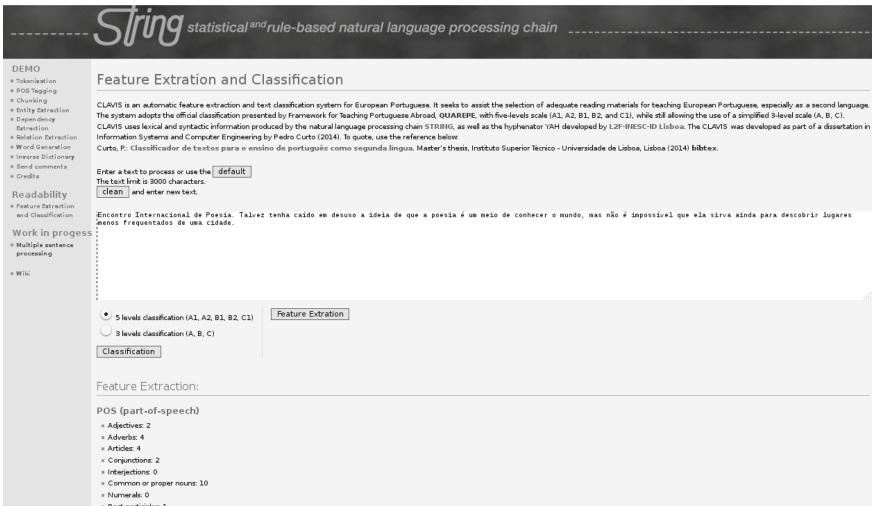 String statistical and rule-based natural language processing chain
DEMO
Tokenization
POS Tagging
Chunking
Entity Extraction
Dependency
Extraction
Relation Extraction
Word Generation
Inverse Dictionary
Send comments
Credits
Readability
Feature Extraction
and Classification
Work in progess
Multiple sentence
processing
Wiki
Feature Extration and Classification
CLAVIS is an automatic feature extraction and text classification system for European Portuguese. It seeks to assist the selection of adequate reading materials for teaching European Portuguese, especially as a second language.
The system adopts the official classification presented by Framework for Teaching Portuguese Abroad, QUAREPE, with five-levels scale (A1, A2, B1, B2, and C1), while still allowing the use of a simplified 3-level scale (A, B, C).
CLAVIS uses lexical and syntactic information produced by the natural language processing chain STRING, as well as the hyphenator YAH developed by L2F-INESC-ID Lisboa. The CLAVIS was developed as part of a dissertation in
Information Systems and Computer Engineering by Pedro Curto (2014). To quote, use the reference below.
Curto, P.: Classificador de textos para o ensino de português como segunda língua, Master's thesis, Instituto Superior Técnico - Universidade de Lisboa, Lisboa (2014) bibtex.
Enter a text to process or use the default
The text limit is 3000 characters.
clean and enter new text.
Encontro Internacional de Poesia. Talvez tenha caído em desuso a ideia de que a poesia é um meio de conhecer o mundo, mas não é impossível que ela sirva ainda para descobrir lugares
menos frequentados de uma cidade.
5 levels classification (A1, A2, B1, B2, C1)
3 levels classification (A, B, C)
Classification
Feature Extration
Feature Extraction:
POS (part-of-speech)
Adjectives: 2
Adverbs: 4
Articles: 4
Conjunctions: 2
Interjections: 0
Common or proper nouns: 10
Numerals: 0